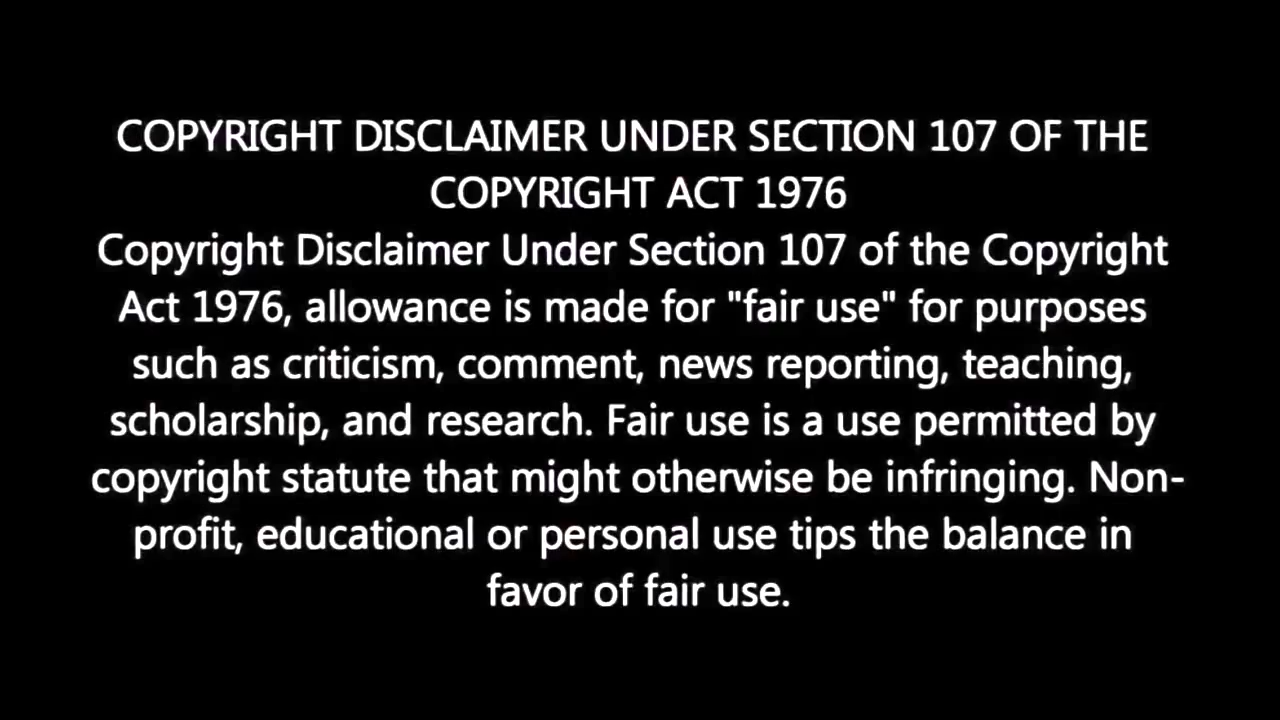 COPYRIGHT DISCLAIMER UNDER SECTION 107 OF THE
COPYRIGHT ACT 1976
Copyright Disclaimer Under Section 107 of the Copyright
Act 1976, allowance is made for "fair use" for purposes
such as criticism, comment, news reporting, teaching,
scholarship, and research. Fair use is a use permitted by
copyright statute that might otherwise be infringing. Non-
profit, educational or personal use tips the balance in
favor of fair use.